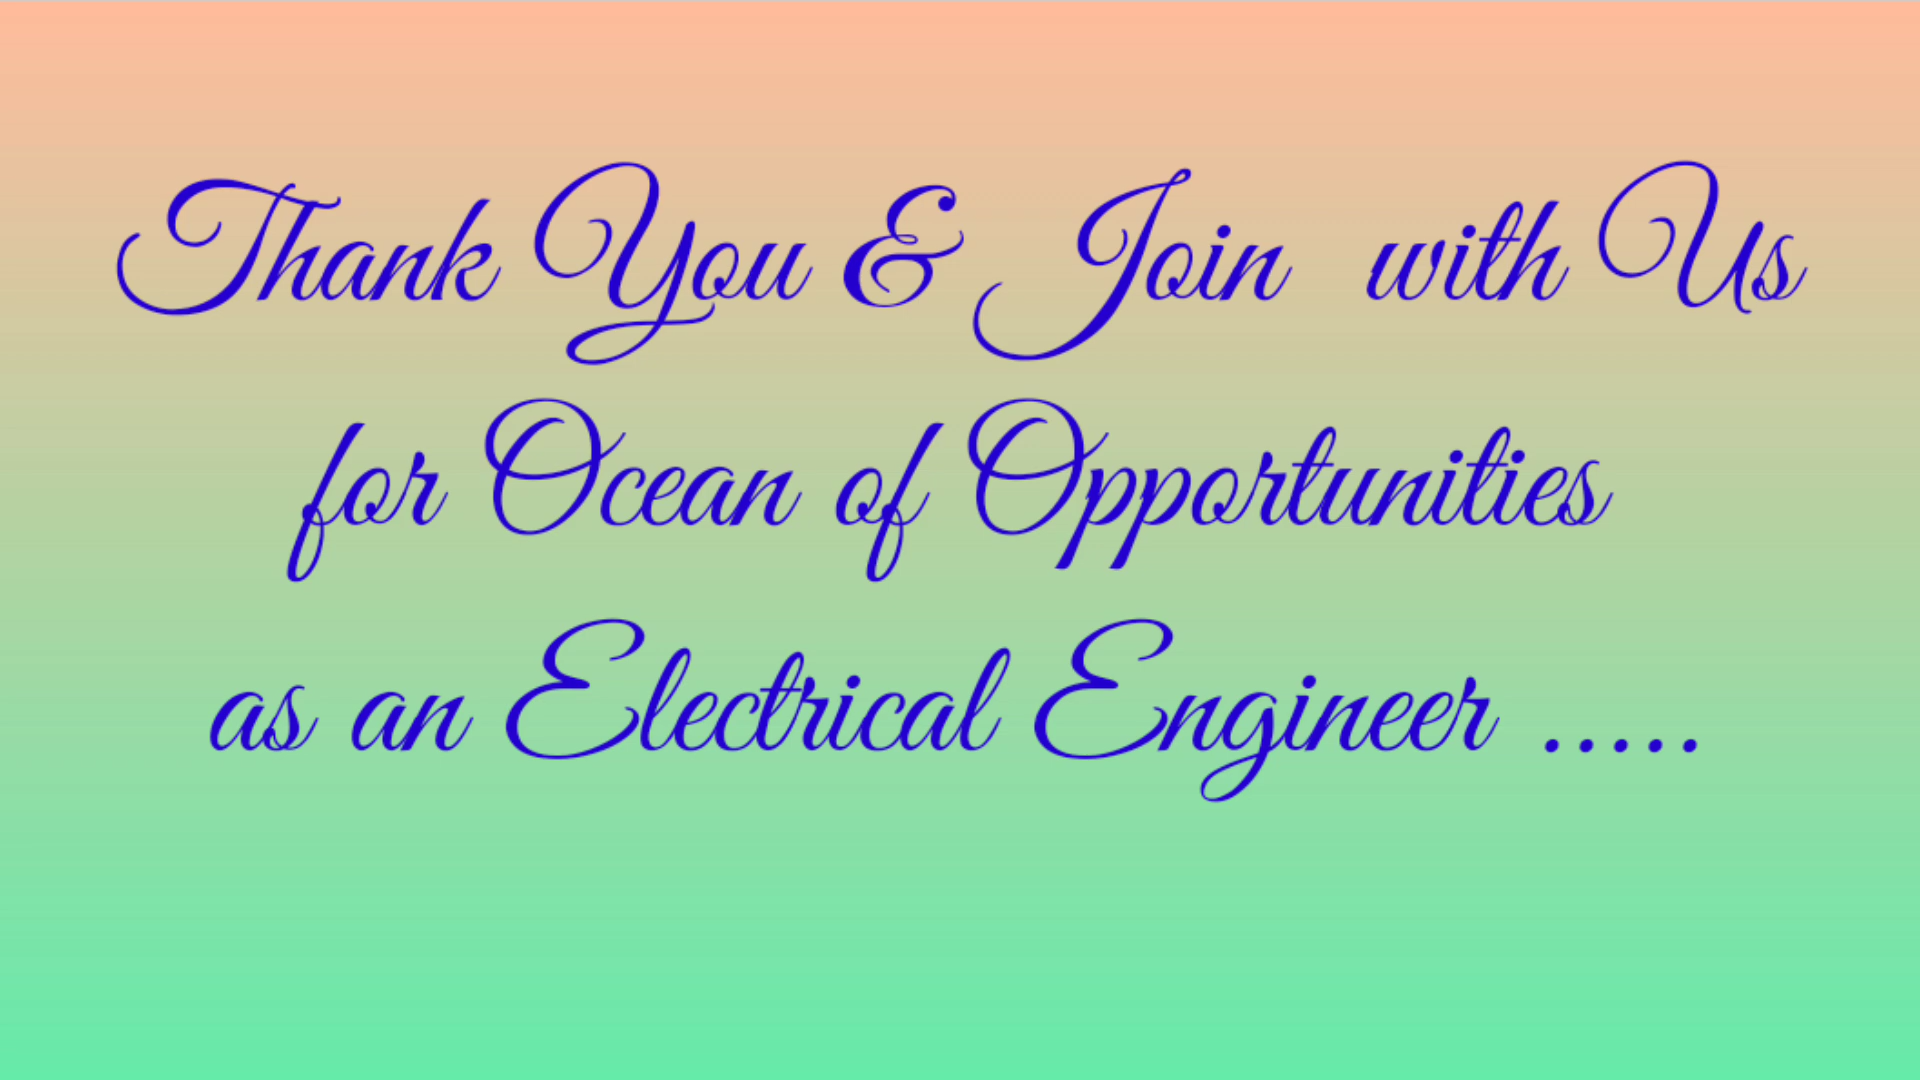 Thank You & Join with Us
for Ocean of Opportunities
as an Electrical Engineer .....